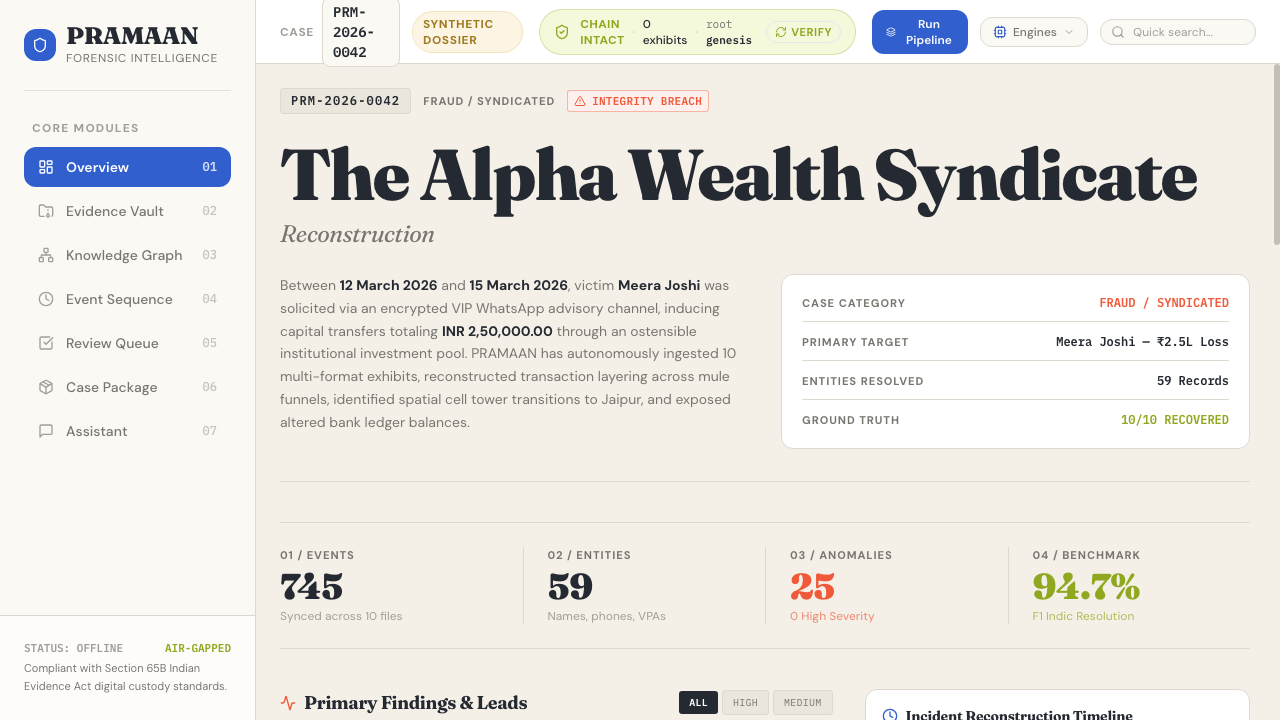 PRAMAAN
FORENSIC INTELLIGENCE
CORE MODULES
Overview 01
Evidence Vault 02
Knowledge Graph 03
Event Sequence 04
Review Queue 05
Case Package 06
Assistant 07
STATUS: OFFLINE AIR-GAPPED
Compliant with Section 65B Indian
Evidence Act digital custody standards.
CASE
PRM-
2026-
0042
SYNTHETIC
DOSSIER
CHAIN
INTACT
·
0
exhibits
·
root
genesis
VERIFY
Run
Pipeline
Engines
Quick search...
PRM-2026-0042 FRAUD / SYNDICATED INTEGRITY BREACH
The Alpha Wealth Syndicate
Reconstruction
Between 12 March 2026 and 15 March 2026, victim Meera Joshi was
solicited via an encrypted VIP WhatsApp advisory channel, inducing
capital transfers totaling INR 2,50,000.00 through an ostensible
institutional investment pool. PRAMAAN has autonomously ingested 10
multi-format exhibits, reconstructed transaction layering across mule
funnels, identified spatial cell tower transitions to Jaipur, and exposed
altered bank ledger balances.
CASE CATEGORY FRAUD / SYNDICATED
PRIMARY TARGET Meera Joshi — ₹2.5L Loss
ENTITIES RESOLVED 59 Records
GROUND TRUTH 10/10 RECOVERED
01 / EVENTS
745
Synced across 10 files
02 / ENTITIES
59
Names, phones, VPAs
03 / ANOMALIES
25
0 High Severity
04 / BENCHMARK
94.7%
F1 Indic Resolution
Primary Findings & Leads
ALL HIGH MEDIUM
Incident Reconstruction Timeline